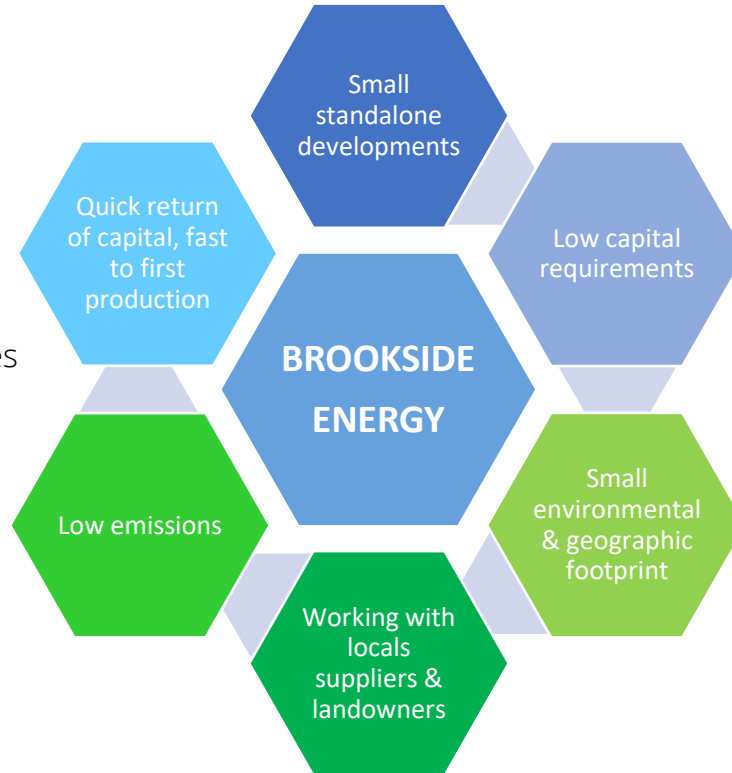 Small
standalone
developments
Quick return
of capital, fast
to first
production
Low capital
requirements
es
BROOKSIDE
ENERGY
Low emissions
Small
environmental
& geographic
footprint
Working with
locals
suppliers &
landowners